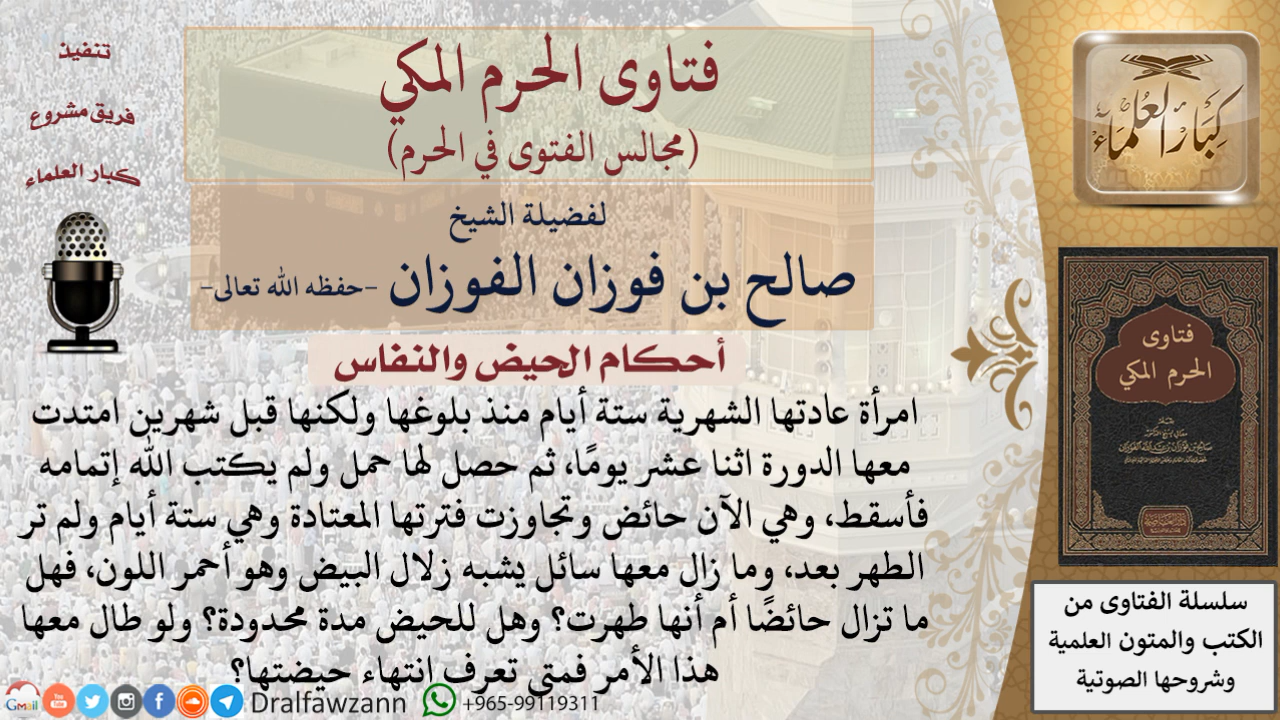 فتاوى الحرم المكي
(مجالس الفتوى في الحرم)
لفضيلة الشيخ
صالح بن فوزان الفوزان -حفظه الله تعالى-
أحكام الحيض والنفاس
امرأة عادتها الشهرية ستة أيام منذ بلوغها ولكنها قبل شهرين امتدت
معها الدورة اثنا عشر يومًا، ثم حصل لها حمل ولم يكتب الله إتمامه
فأسقط، وهي الآن حائض وتجاوزت فترتها المعتادة وهي ستة أيام ولم تر
الطهر بعد، وما زال معها سائل يشبه زلال البيض وهو أحمر اللون، فهل
ما تزال حائضًا أم أنها طهرت؟ وهل للحيض مدة محدودة؟ ولو طال معها
هذا الأمر فمتى تعرف انتهاء حيضتها؟
تنفيذ
فريق مشروع
كبار العلماء
كبار العلماء
فتاوى
الحرم المكي
سلسلة الفتاوى من
الكتب والمتون العلمية
وشروحها الصوتية
Gmail
You Tube
Dralfawzann
+965-99119311